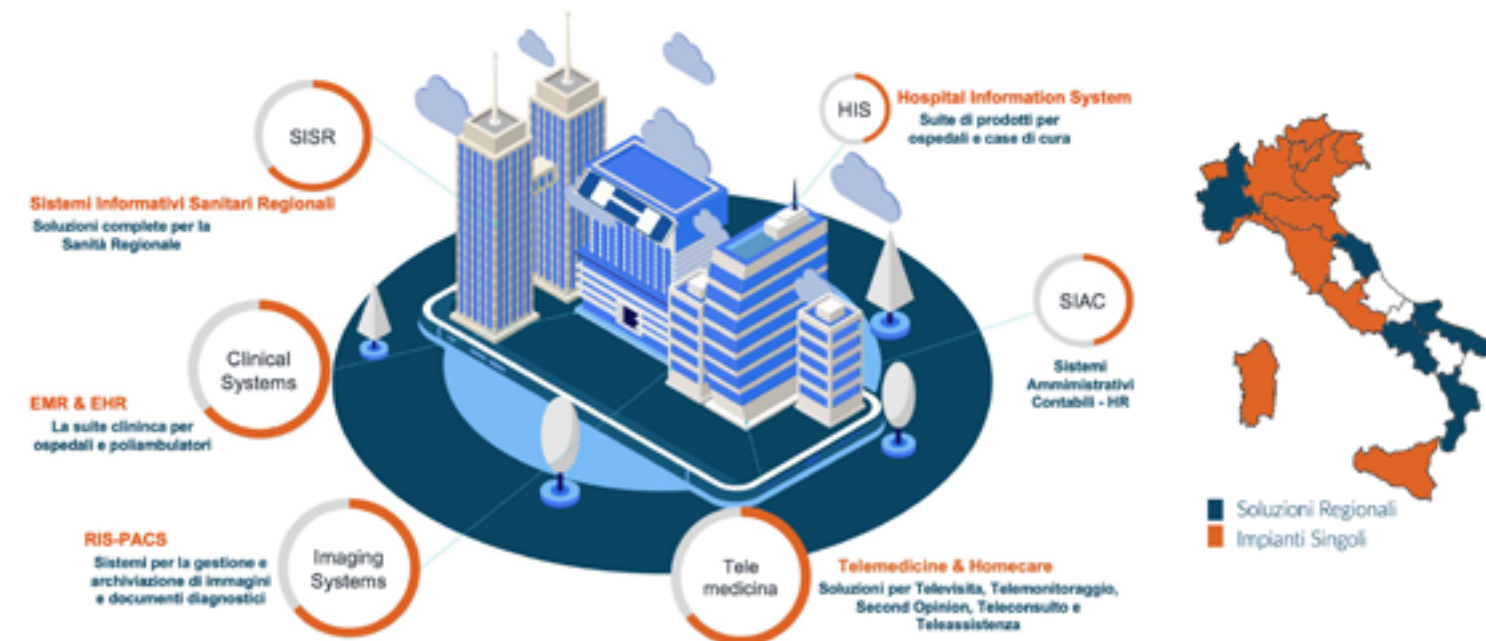 SISR
Sistemi Informativi Sanitari Regionali
Soluzioni complete per la
Sanità Regionale
HIS
Hospital Information System
Suite di prodotti per
ospedali e case di cura
SIAC
Sistemi
Ammimistrativi
Contabili - HR
Clinical
Systems
EMR & EHR
La suite clininca per
ospedali e poliambulatori
RIS-PACS
Sistemi per la gestione e
archiviazione di immagini
e documenti diagnostici
Imaging
Systems
Tele
medicina
Telemedicine & Homecare
Soluzioni per Televisita, Telemonitoraggio,
Second Opinion, Teleconsulto e
Teleassistenza
Soluzioni Regionali
Impianti Singoli